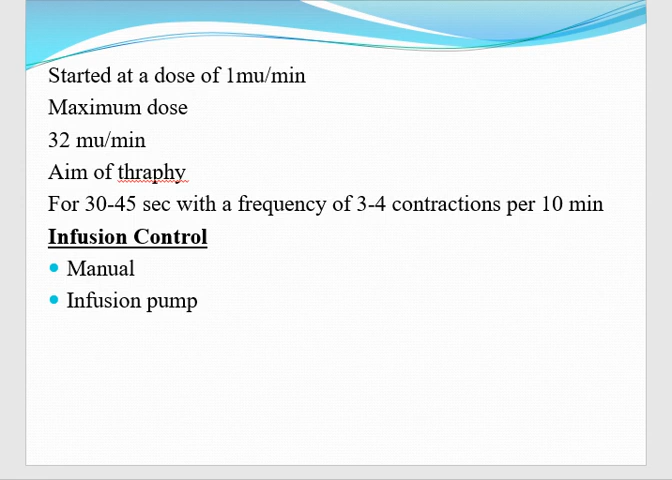 Started at a dose of 1mu/min
Maximum dose
32 mu/min
Aim of thraphy
For 30-45 sec with a frequency of 3-4 contractions per 10 min
Infusion Control
• Manual
• Infusion pump